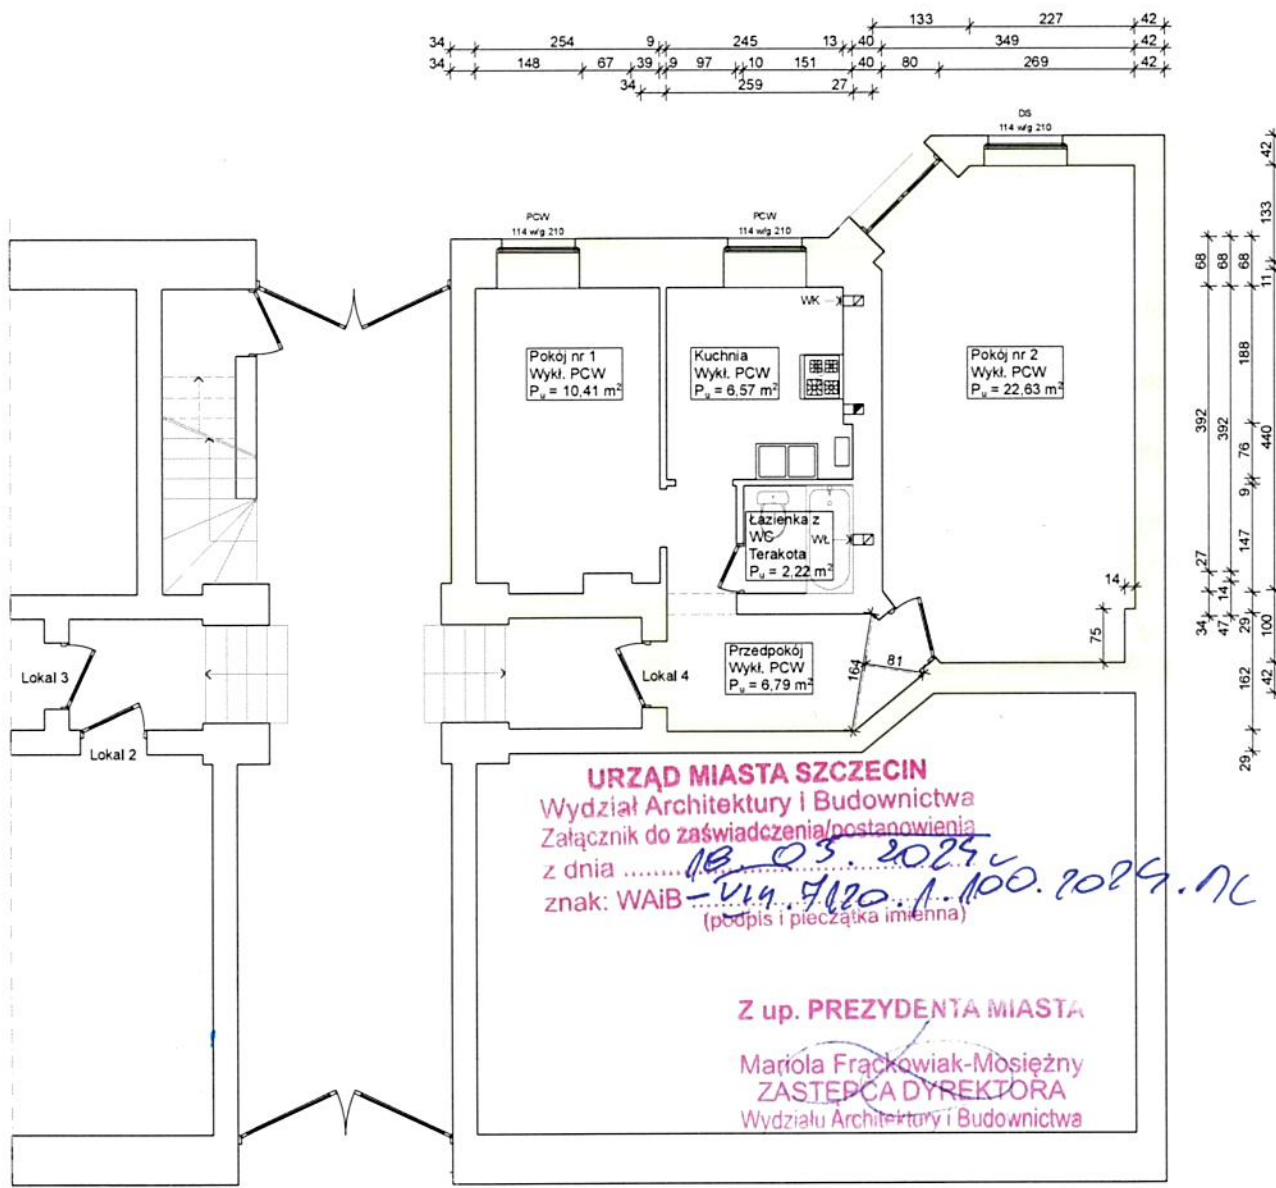 133 227 42
34 254 9 245 13 40 349 42
34 148 67 39 9 97 10 151 40 80 269 42
34 259 27
DS
114 w/g 210
PCW
114 w/g 210
PCW
114 w/g 210
WK
Pokój nr 1
Wykł. PCW
Pu = 10,41 m²
Kuchnia
Wykł. PCW
Pu = 6,57 m²
Pokój nr 2
Wykł. PCW
Pu = 22,63 m²
Łazienka z
WC
WŁ
Terakota
Pu = 2,22 m²
Przedpokój
Wykł. PCW
Pu = 6,79 m²
164
81
14
75
Lokal 3
Lokal 4
Lokal 2
68 392 27 34
68 392 14 47
68 188 76 9 147 29 162 29
42 133 11 440 100 42
URZĄD MIASTA SZCZECIN
Wydział Architektury i Budownictwa
Załącznik do zaświadczenia/postanowienia
z dnia 18.03.2024
znak: WAiB
(podpis i pieczątka imienna)
Z up. PREZYDENTA MIASTA
Mariola Frąckowiak-Mosiężny
ZASTĘPCA DYREKTORA
Wydziału Architektury i Budownictwa